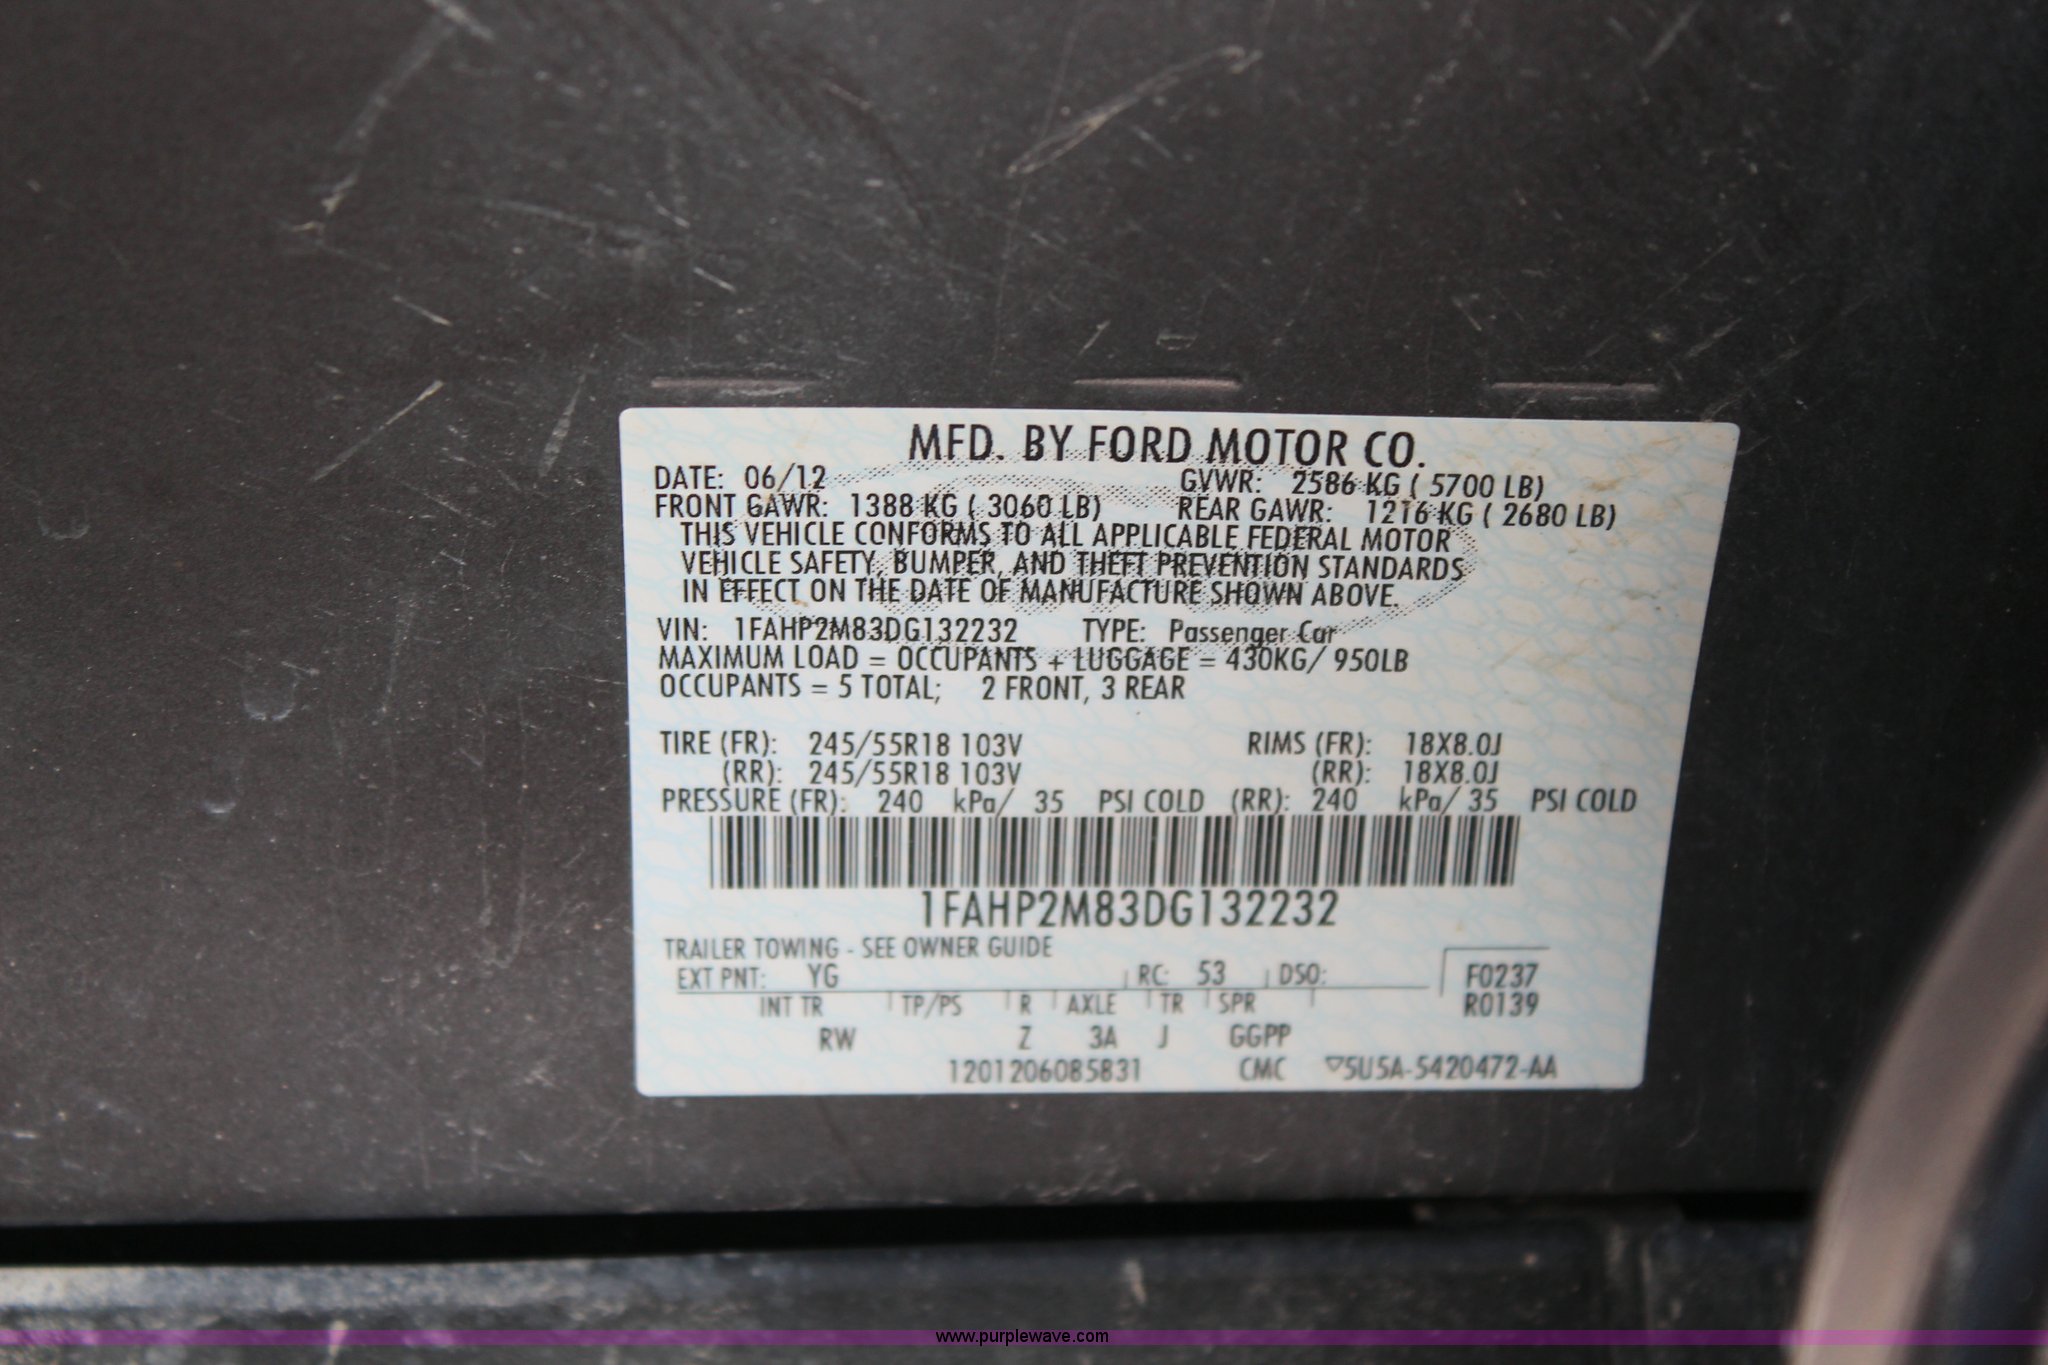 MFD. BY FORD MOTOR CO.
DATE: 06/12 GVWR: 2586 KG ( 5700 LB)
FRONT GAWR: 1388 KG ( 3060 LB) REAR GAWR: 1216 KG ( 2680 LB)
THIS VEHICLE CONFORMS TO ALL APPLICABLE FEDERAL MOTOR
VEHICLE SAFETY, BUMPER, AND THEFT PREVENTION STANDARDS
IN EFFECT ON THE DATE OF MANUFACTURE SHOWN ABOVE.
VIN: 1FAHP2M83DG132232 TYPE: Passenger Car
MAXIMUM LOAD = OCCUPANTS + LUGGAGE = 430KG/ 950LB
OCCUPANTS = 5 TOTAL; 2 FRONT, 3 REAR
TIRE (FR): 245/55R18 103V RIMS (FR): 18X8.0J
(RR): 245/55R18 103V (RR): 18X8.0J
PRESSURE (FR): 240 kPa/ 35 PSI COLD (RR): 240 kPa/ 35 PSI COLD
1FAHP2M83DG132232
TRAILER TOWING - SEE OWNER GUIDE
EXT PNT: YG RC: 53 DSO: F0237
INT TR TP/PS R AXLE TR SPR R0139
RW Z 3A J GGPP
1201206085831 CMC ▽5U5A-5420472-AA
www.purplewave.com